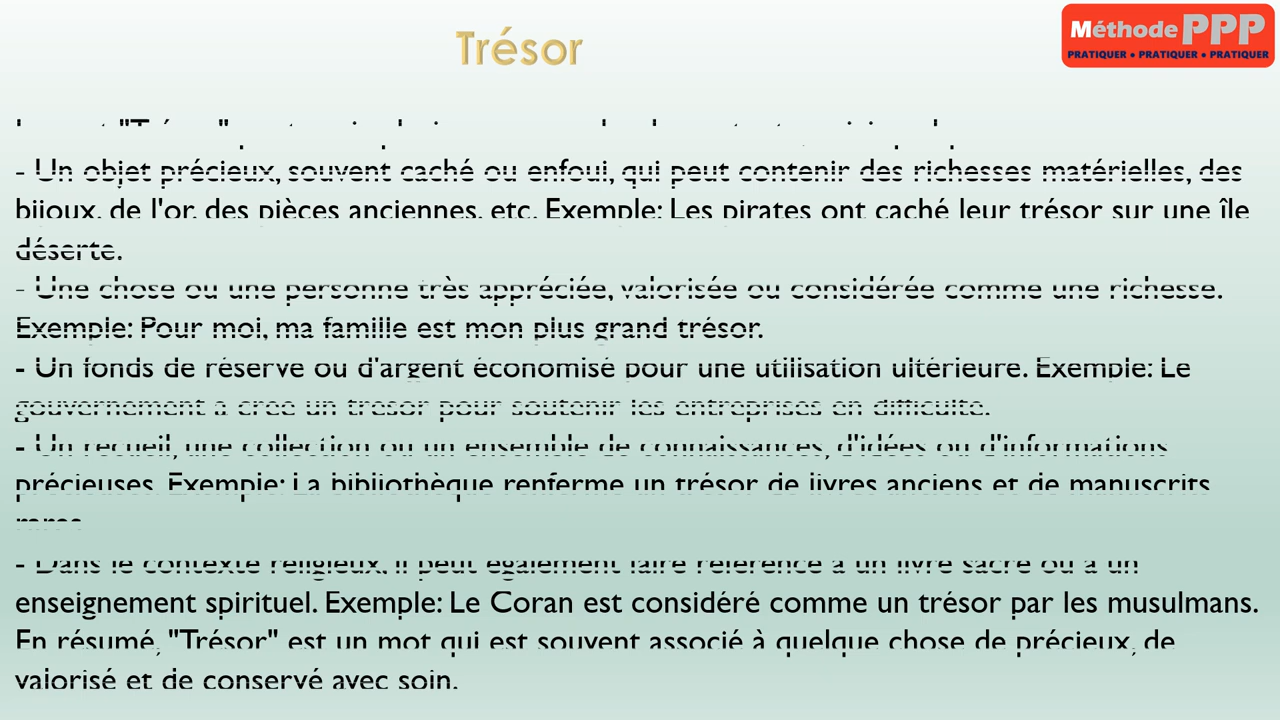 Trésor
Méthode PPP
PRATIQUER • PRATIQUER • PRATIQUER
"Trésor"
- Un objet précieux, souvent caché ou enfoui, qui peut contenir des richesses matérielles, des
bijoux, de l'or, des pièces anciennes, etc. Exemple: Les pirates ont caché leur trésor sur une île
déserte.
- Une chose ou une personne très appréciée, valorisée ou considérée comme une richesse.
Exemple: Pour moi, ma famille est mon plus grand trésor.
- Un fonds de réserve ou d'argent économisé pour une utilisation ultérieure. Exemple: Le
gouvernement a créé un trésor pour soutenir les entreprises en difficulté.
- Un recueil, une collection ou un ensemble de connaissances, d'idées ou d'informations
précieuses. Exemple: La bibliothèque renferme un trésor de livres anciens et de manuscrits
rares.
- Dans le contexte religieux, il peut également faire référence à un livre sacré ou à un
enseignement spirituel. Exemple: Le Coran est considéré comme un trésor par les musulmans.
En résumé, "Trésor" est un mot qui est souvent associé à quelque chose de précieux, de
valorisé et de conservé avec soin.